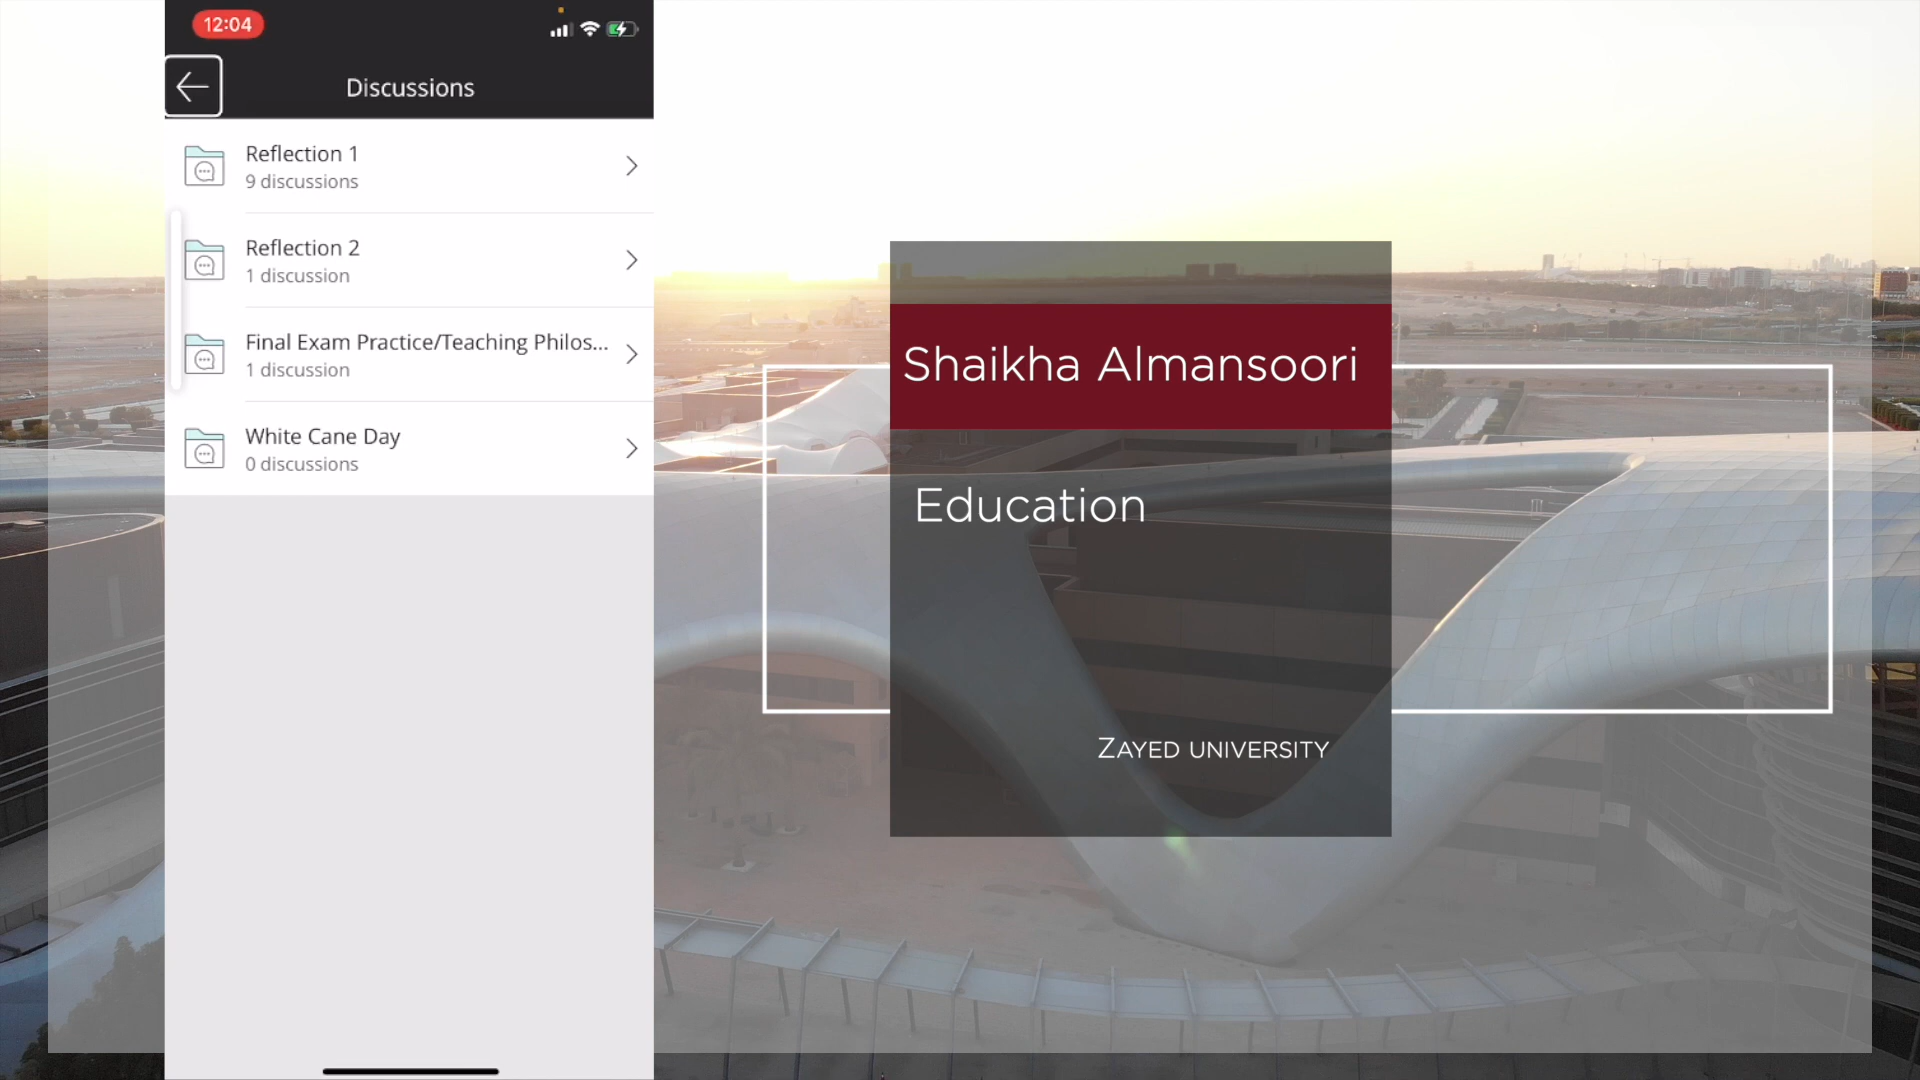 12:04
Discussions
Reflection 1
9 discussions
Reflection 2
1 discussion
Final Exam Practice/Teaching Philos...
1 discussion
White Cane Day
0 discussions
Shaikha Almansoori
Education
ZAYED UNIVERSITY